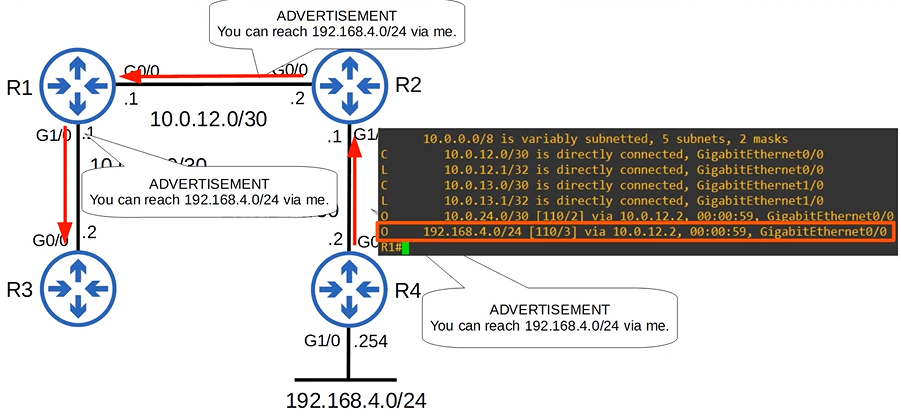 ADVERTISEMENT
You can reach 192.168.4.0/24 via me.
R1
G0/0
G0/0
R2
.1
.2
10.0.12.0/30
G1/0
.1
.1
G1/
10.0.0.0/8 is variably subnetted, 5 subnets, 2 masks
C 10.0.12.0/30 is directly connected, GigabitEthernet0/0
L 10.0.12.1/32 is directly connected, GigabitEthernet0/0
C 10.0.13.0/30 is directly connected, GigabitEthernet1/0
L 10.0.13.1/32 is directly connected, GigabitEthernet1/0
O 10.0.24.0/30 [110/2] via 10.0.12.2, 00:00:59, GigabitEthernet0/0
O 192.168.4.0/24 [110/3] via 10.0.12.2, 00:00:59, GigabitEthernet0/0
R1#
ADVERTISEMENT
You can reach 192.168.4.0/24 via me.
G0/0
.2
.2
R3
R4
ADVERTISEMENT
You can reach 192.168.4.0/24 via me.
G1/0
.254
192.168.4.0/24